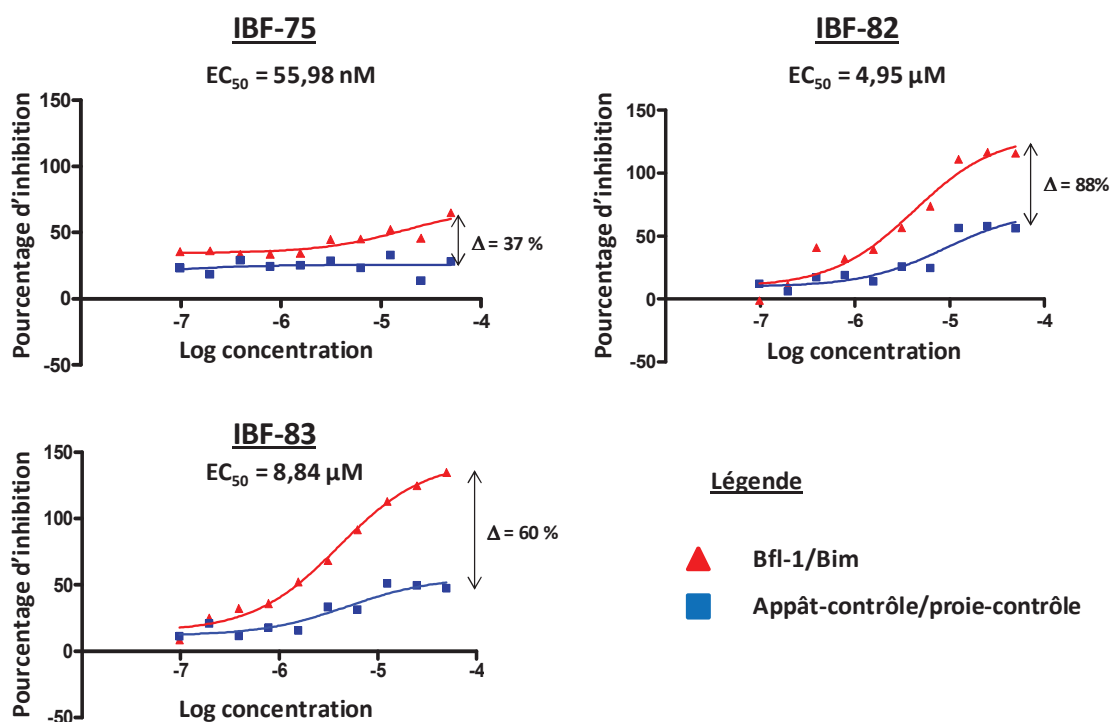 IBF-75
EC50 = 55,98 nM
Pourcentage d'inhibition
150
100
50
0
-50
-7
-6
-5
-4
Δ = 37 %
Log concentration
IBF-82
EC50 = 4,95 µM
Pourcentage d'inhibition
150
100
50
0
-50
-7
-6
-5
-4
Δ = 88%
Log concentration
IBF-83
EC50 = 8,84 µM
Pourcentage d'inhibition
150
100
50
0
-50
-7
-6
-5
-4
Δ = 60 %
Log concentration
Légende
Bfl-1/Bim
Appât-contrôle/proie-contrôle